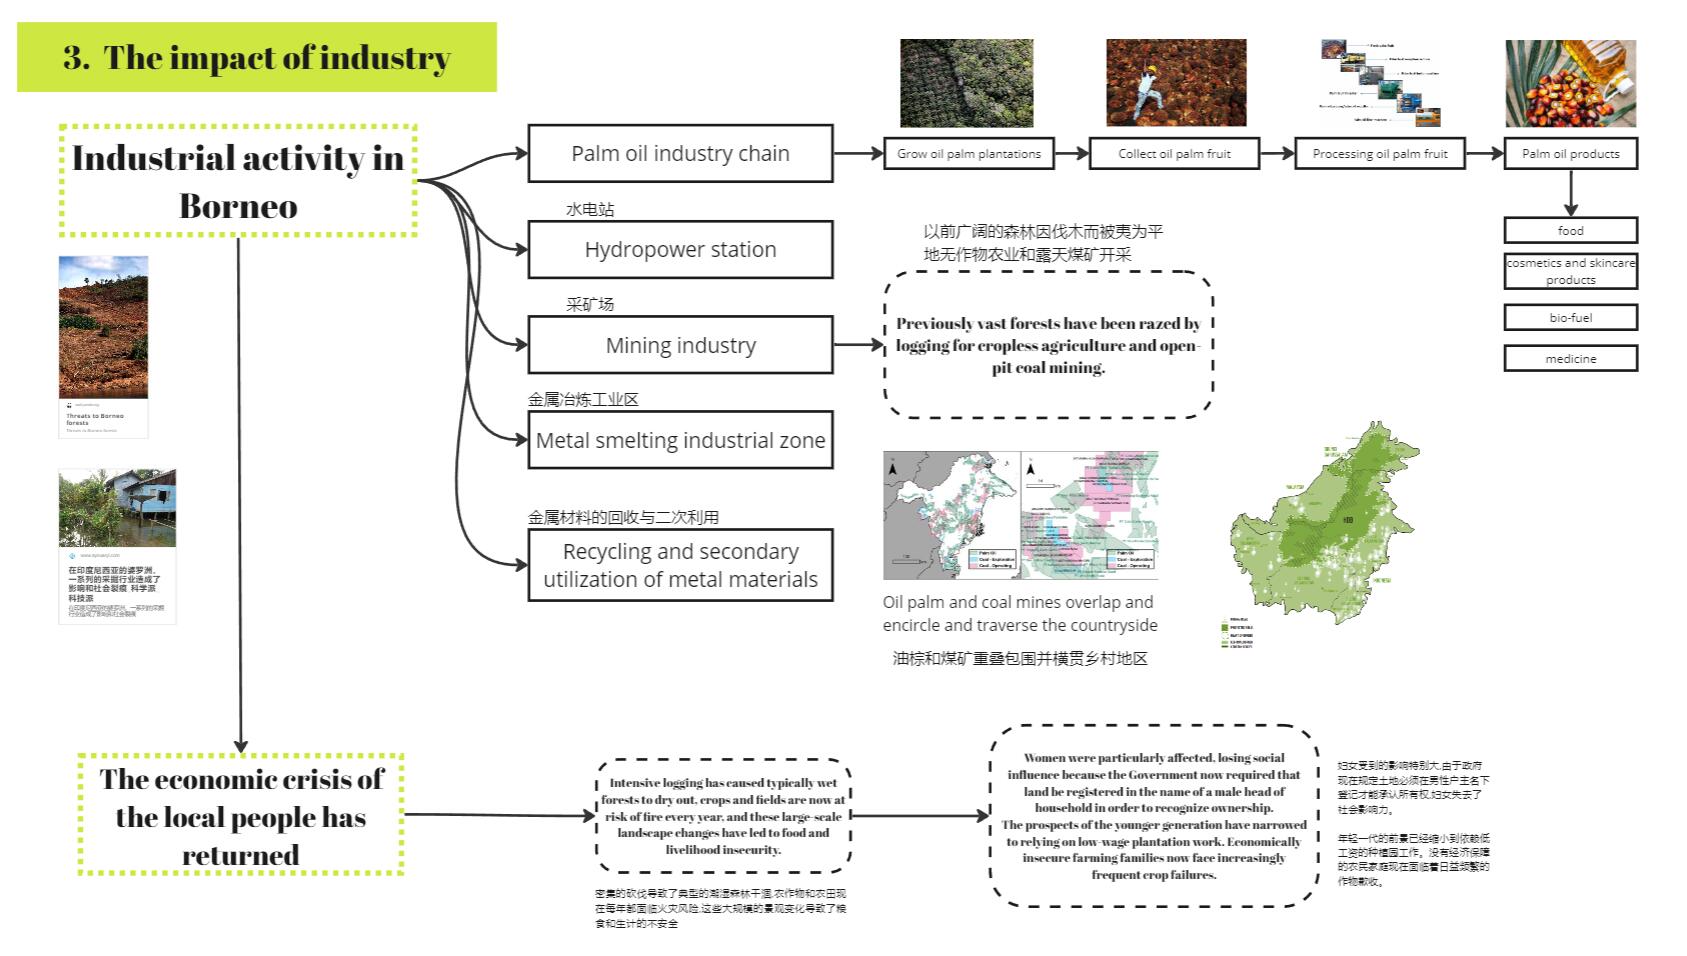 3. The impact of industry
Industrial activity in
Borneo
Palm oil industry chain
Grow oil palm plantations
Collect oil palm fruit
Processing oil palm fruit
Palm oil products
food
cosmetics and skincare
products
bio-fuel
medicine
水电站
Hydropower station
采矿场
Mining industry
以前广阔的森林因伐木而被夷为平
地无作物农业和露天煤矿开采
Previously vast forests have been razed by
logging for cropless agriculture and open-
pit coal mining.
金属冶炼工业区
Metal smelting industrial zone
金属材料的回收与二次利用
Recycling and secondary
utilization of metal materials
Threats to Borneo
forests
Threats to Borneo forests
在印度尼西亚的婆罗洲，
一系列的采掘行业造成了
影响和社会裂痕 科学派
科技派
Palm Oil
Coal - Exploration
Coal - Operating
Palm Oil
Coal - Exploration
Coal - Operating
Oil palm and coal mines overlap and
encircle and traverse the countryside
油棕和煤矿重叠包围并横贯乡村地区
HOB
The economic crisis of
the local people has
returned
Intensive logging has caused typically wet
forests to dry out, crops and fields are now at
risk of fire every year, and these large-scale
landscape changes have led to food and
livelihood insecurity.
密集的砍伐导致了典型的潮湿森林干涸,农作物和农田现
在每年都面临火灾风险,这些大规模的景观变化导致了粮
食和生计的不安全
Women were particularly affected, losing social
influence because the Government now required that
land be registered in the name of a male head of
household in order to recognize ownership.
The prospects of the younger generation have narrowed
to relying on low-wage plantation work. Economically
insecure farming families now face increasingly
frequent crop failures.
妇女受到的影响特别大,由于政府
现在规定土地必须在男性户主名下
登记才能承认所有权,妇女失去了
社会影响力。
年轻一代的前景已经缩小到依赖低
工资的种植园工作。没有经济保障
的农民家庭现在面临着日益频繁的
作物歉收。